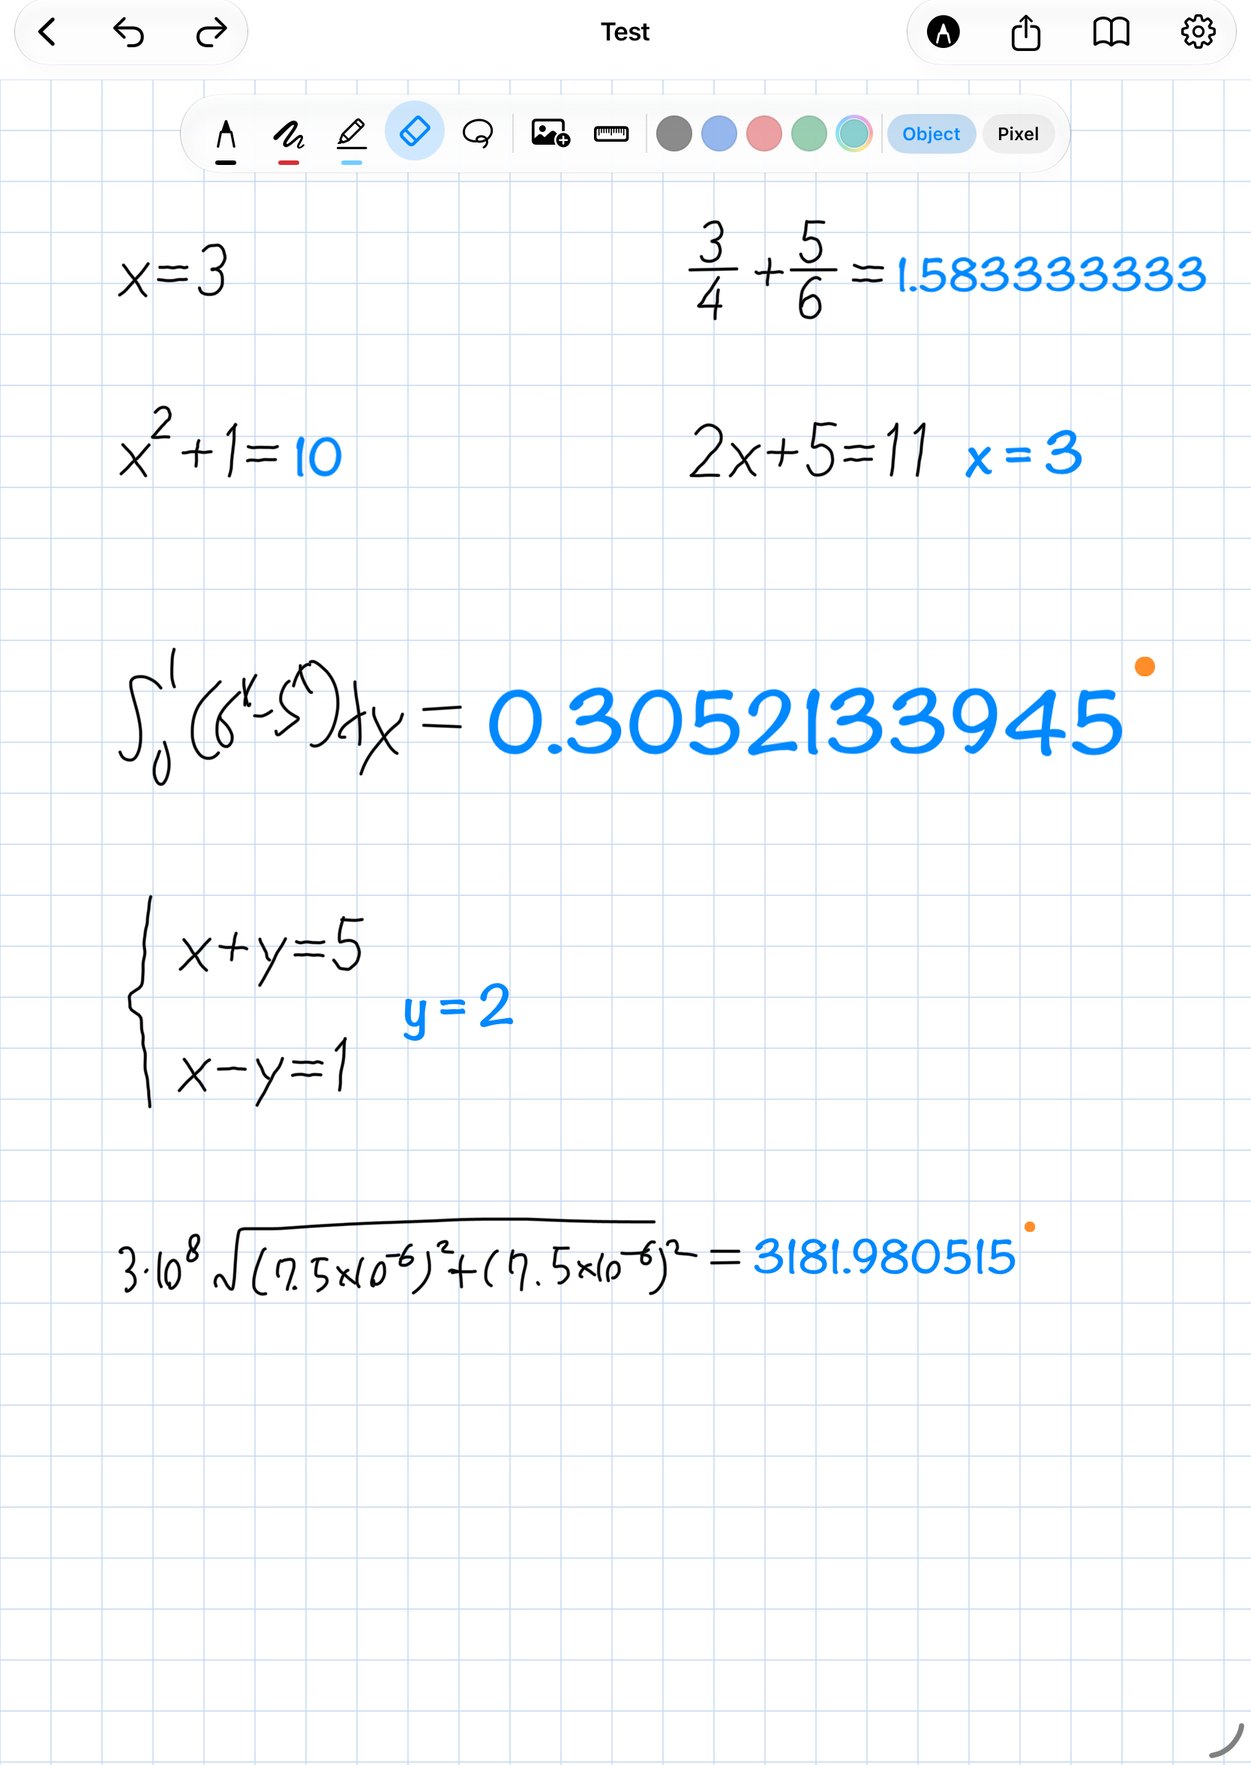 Test
Object Pixel
x=3
3/4 + 5/6 = 1.583333333
x²+1=10
2x+5=11 x=3
∫₀¹(6ˣ-5ˣ)dx = 0.3052133945
{ x+y=5
y=2
x-y=1
3·10⁸√((7.5×10⁻⁶)²+(7.5×10⁻⁶)²) = 3181.980515